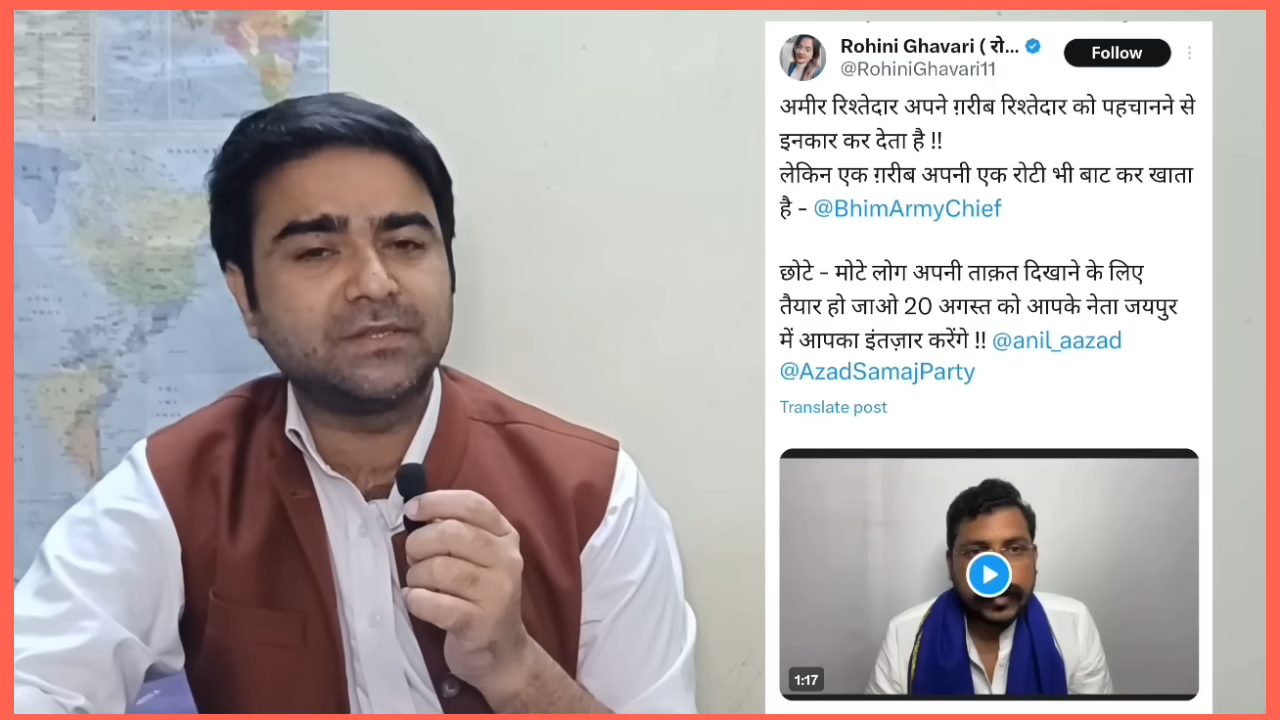 Rohini Ghavari ( रो...
Follow
@RohiniGhavari11
अमीर रिश्तेदार अपने ग़रीब रिश्तेदार को पहचानने से
इनकार कर देता है !!
लेकिन एक ग़रीब अपनी एक रोटी भी बाट कर खाता
है - @BhimArmyChief
छोटे - मोटे लोग अपनी ताक़त दिखाने के लिए
तैयार हो जाओ 20 अगस्त को आपके नेता जयपुर
में आपका इंतज़ार करेंगे !! @anil_aazad
@AzadSamajParty
Translate post
1:17